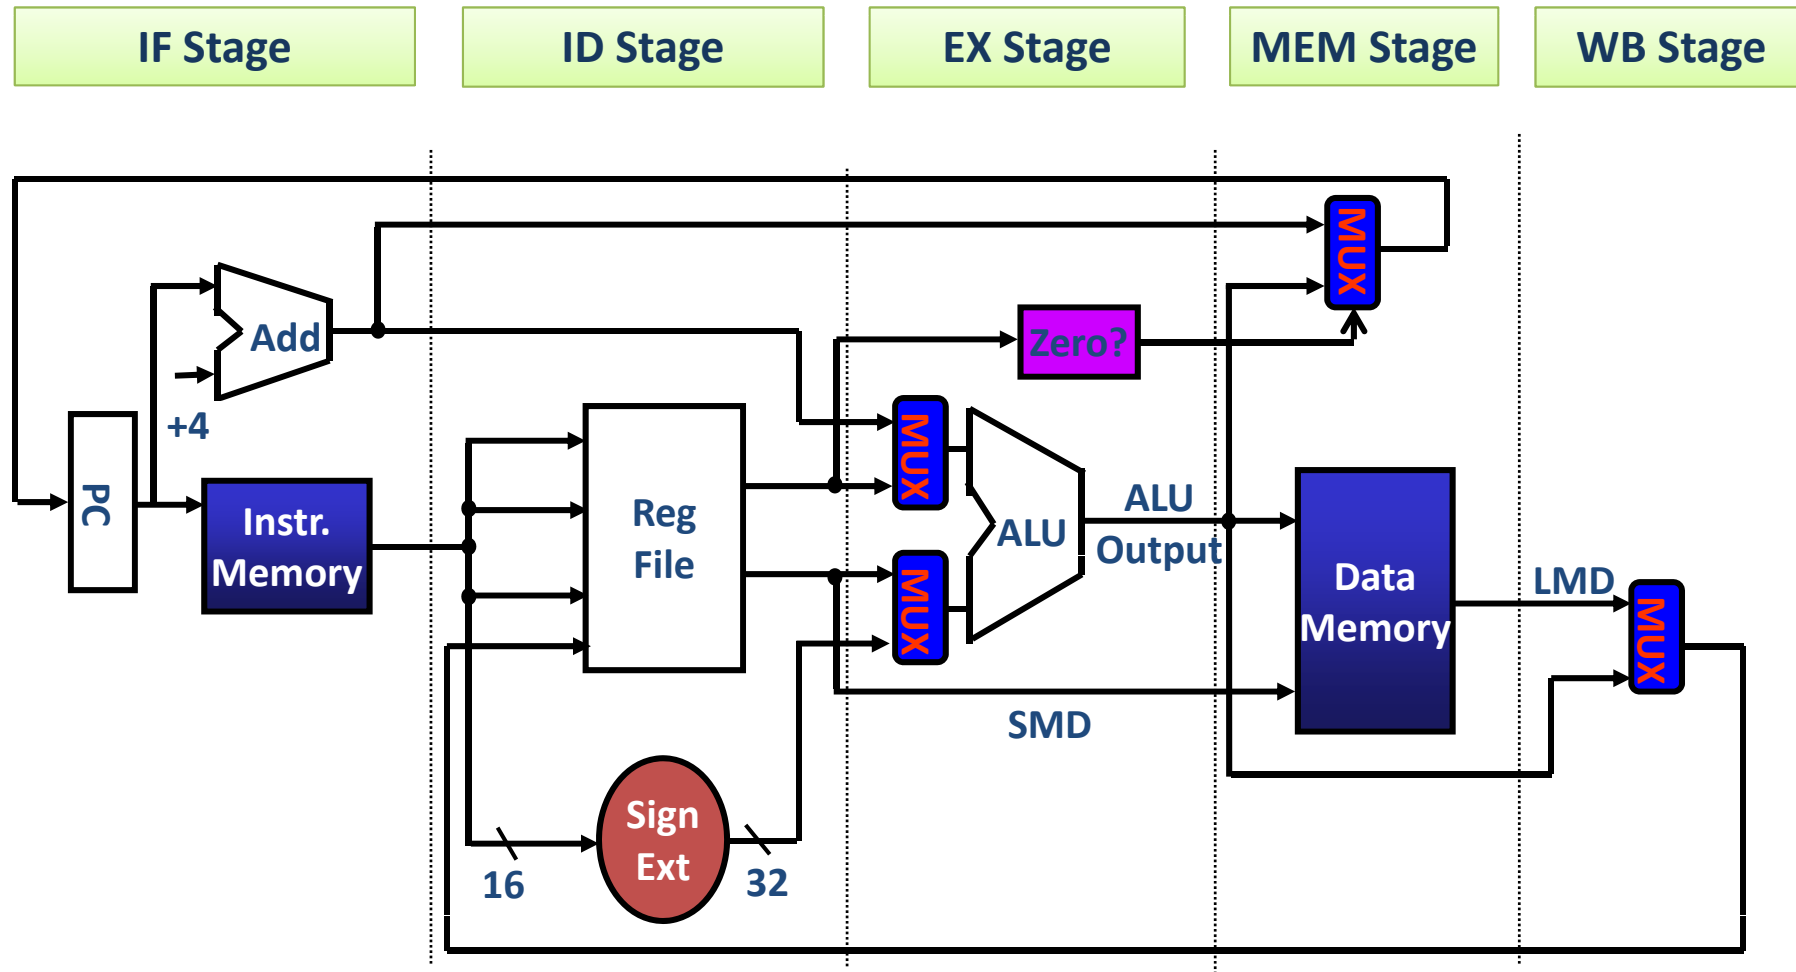 IF Stage
ID Stage
EX Stage
MEM Stage
WB Stage
MUX
Add
Zero?
+4
MUX
PC
Instr.
Memory
Reg
File
ALU
ALU
Output
MUX
Data
Memory
LMD
MUX
SMD
Sign
Ext
16
32